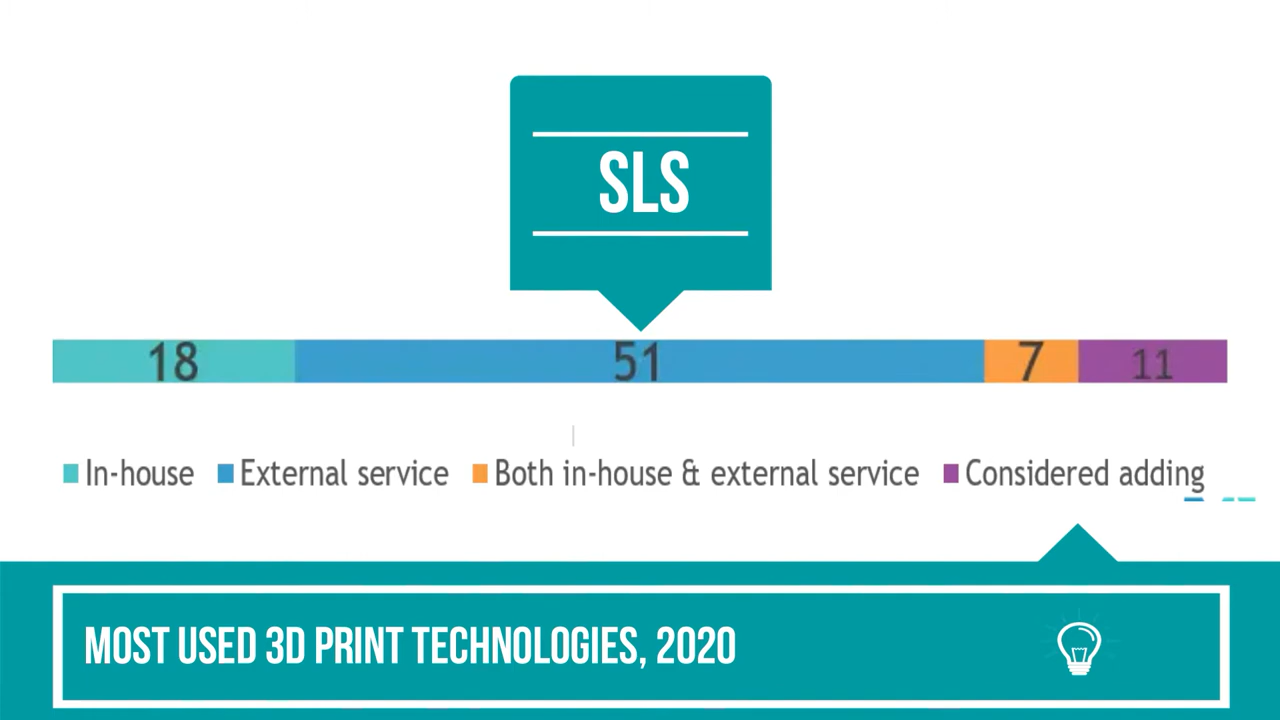 SLS
18 51 7 11
In-house External service Both in-house & external service Considered adding
MOST USED 3D PRINT TECHNOLOGIES, 2020